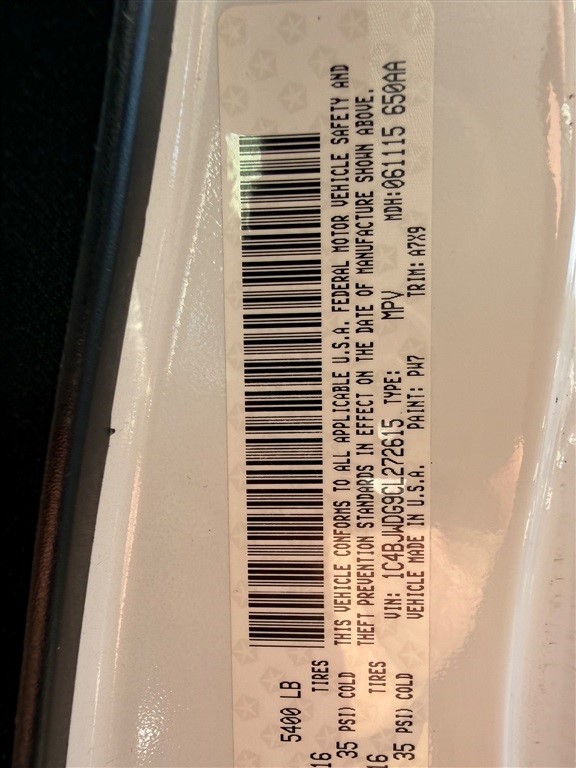 5400 LB
16 TIRES
35 PSI) COLD THIS VEHICLE CONFORMS TO ALL APPLICABLE U.S.A. FEDERAL MOTOR VEHICLE SAFETY AND
THEFT PREVENTION STANDARDS IN EFFECT ON THE DATE OF MANUFACTURE SHOWN ABOVE.
16 TIRES VIN: 1C4BJWDG9CL272615 TYPE: MPV MDH:061115 650AA
35 PSI) COLD VEHICLE MADE IN U.S.A. PAINT: PW7 TRIM: A7X9